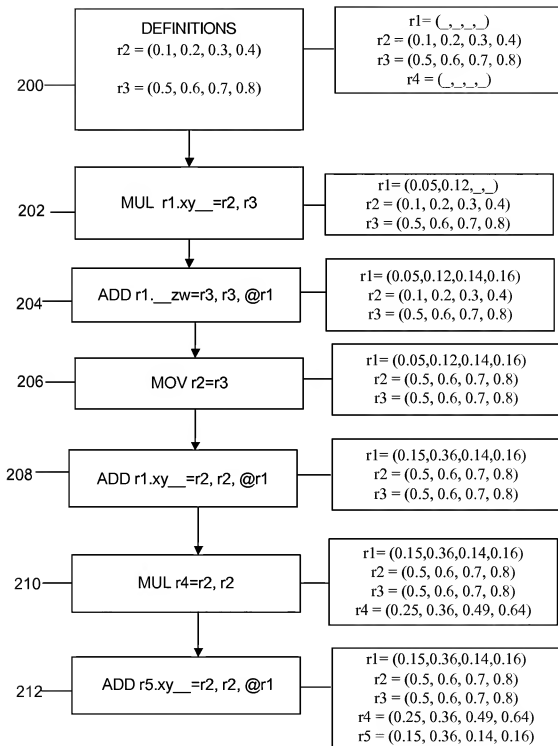 DEFINITIONS
r2 = (0.1, 0.2, 0.3, 0.4)
r3 = (0.5, 0.6, 0.7, 0.8)
200
r1= (_,_,_,_)
r2 = (0.1, 0.2, 0.3, 0.4)
r3 = (0.5, 0.6, 0.7, 0.8)
r4 = (_,_,_,_)
202
MUL r1.xy__=r2, r3
r1= (0.05,0.12,_,_)
r2 = (0.1, 0.2, 0.3, 0.4)
r3 = (0.5, 0.6, 0.7, 0.8)
204
ADD r1.__zw=r3, r3, @r1
r1= (0.05,0.12,0.14,0.16)
r2 = (0.1, 0.2, 0.3, 0.4)
r3 = (0.5, 0.6, 0.7, 0.8)
206
MOV r2=r3
r1= (0.05,0.12,0.14,0.16)
r2 = (0.5, 0.6, 0.7, 0.8)
r3 = (0.5, 0.6, 0.7, 0.8)
208
ADD r1.xy__=r2, r2, @r1
r1= (0.15,0.36,0.14,0.16)
r2 = (0.5, 0.6, 0.7, 0.8)
r3 = (0.5, 0.6, 0.7, 0.8)
210
MUL r4=r2, r2
r1= (0.15,0.36,0.14,0.16)
r2 = (0.5, 0.6, 0.7, 0.8)
r3 = (0.5, 0.6, 0.7, 0.8)
r4 = (0.25, 0.36, 0.49, 0.64)
212
ADD r5.xy__=r2, r2, @r1
r1= (0.15,0.36,0.14,0.16)
r2 = (0.5, 0.6, 0.7, 0.8)
r3 = (0.5, 0.6, 0.7, 0.8)
r4 = (0.25, 0.36, 0.49, 0.64)
r5 = (0.15, 0.36, 0.14, 0.16)